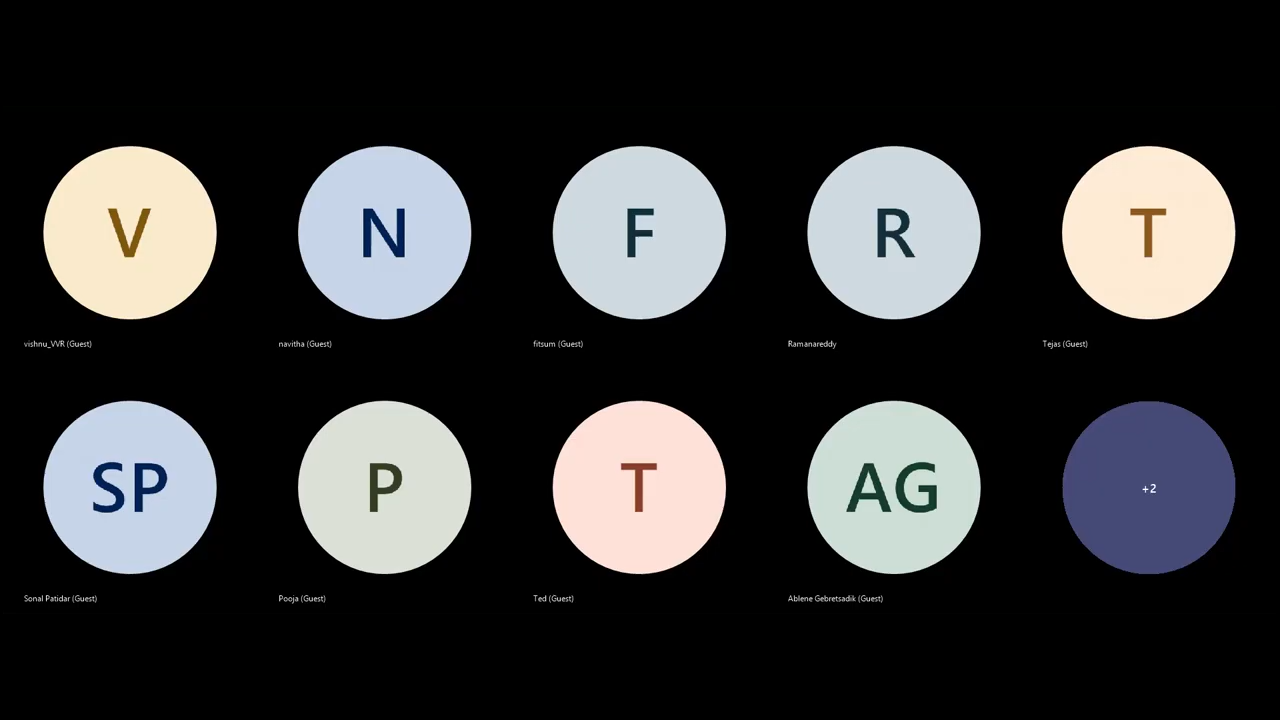 V
N
F
R
T
vishnu_VVR (Guest)
navitha (Guest)
fitsum (Guest)
Ramanareddy
Tejas (Guest)
SP
P
T
AG
+2
Sonal Patidar (Guest)
Pooja (Guest)
Ted (Guest)
Ablene Gebretsadik (Guest)